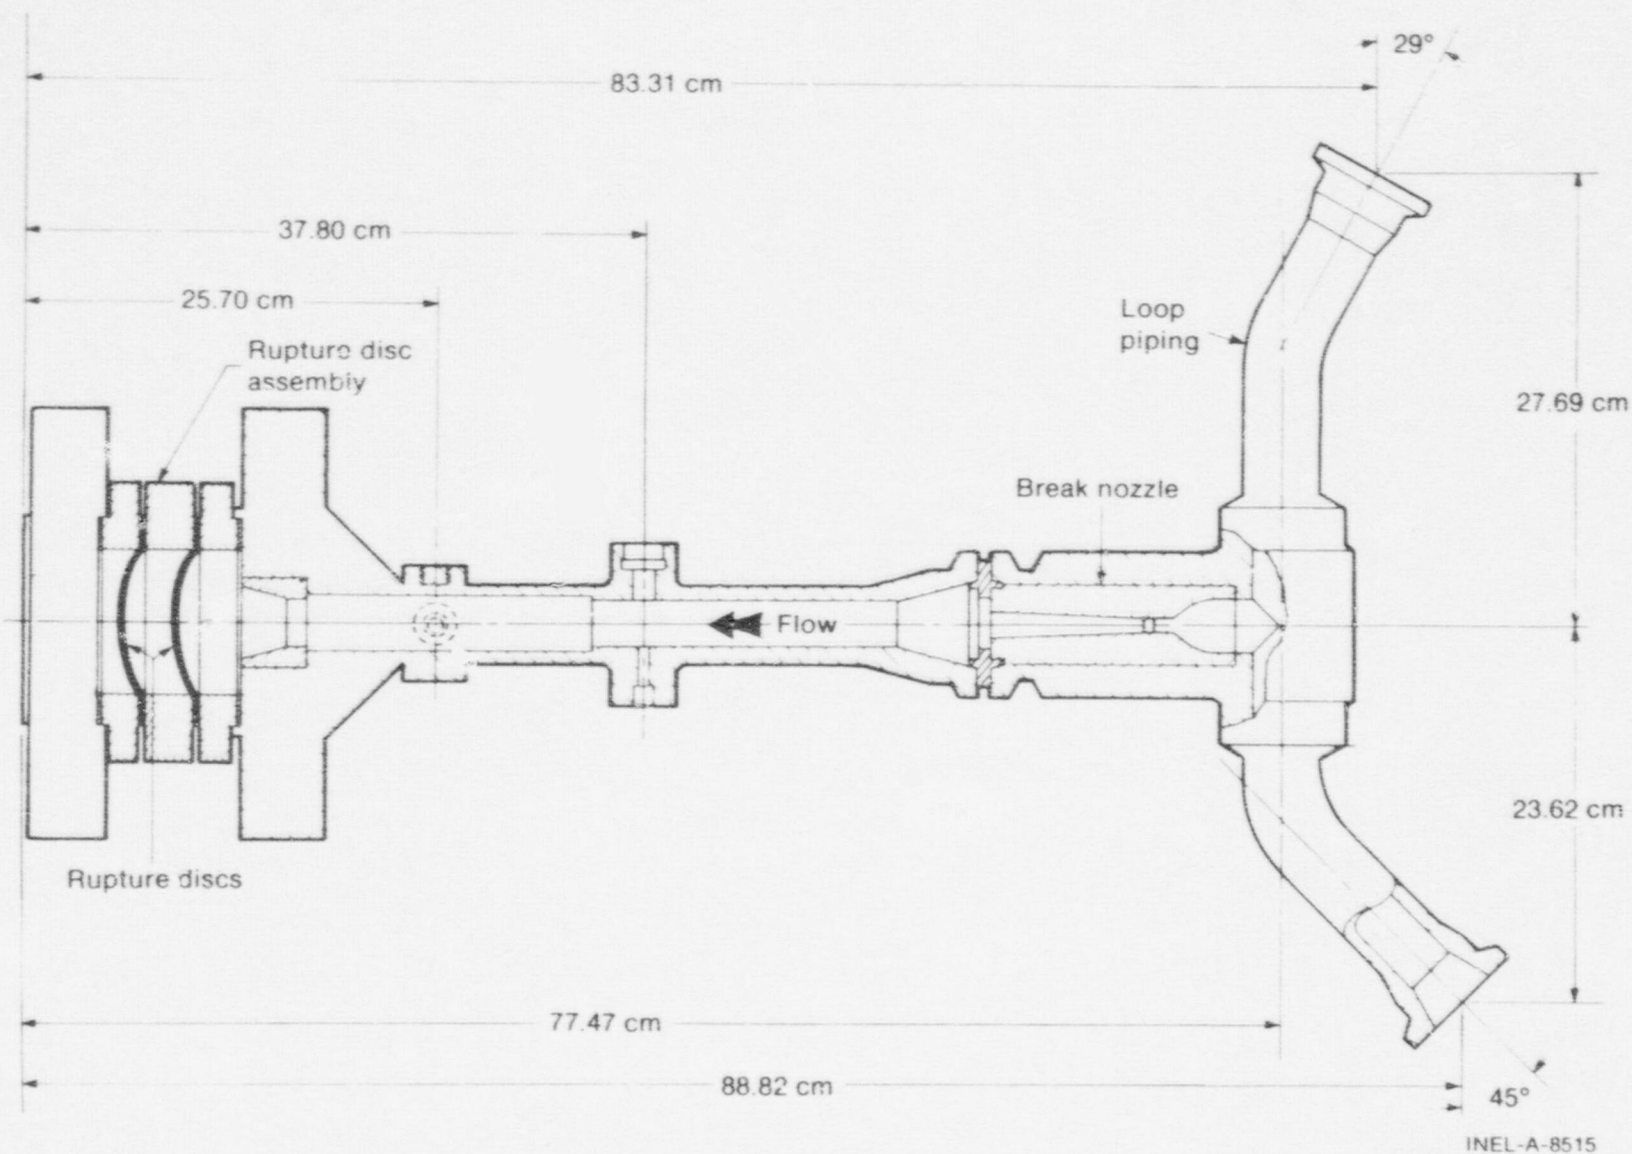 29°
83.31 cm
37.80 cm
25.70 cm
Loop
piping
Rupture disc
assembly
27.69 cm
Break nozzle
Flow
23.62 cm
Rupture discs
77.47 cm
88.82 cm
45°
INEL-A-8515